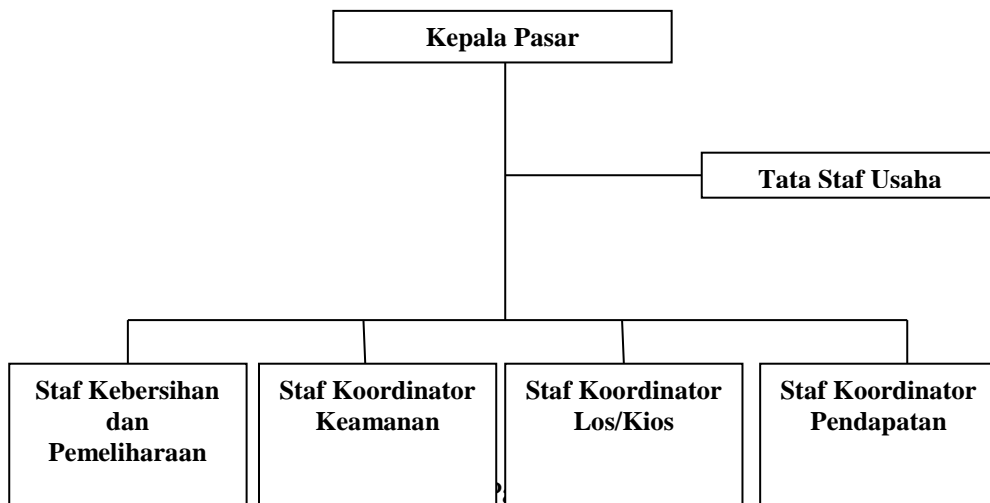 Kepala Pasar
Tata Staf Usaha
Staf Kebersihan
dan
Pemeliharaan
Staf Koordinator
Keamanan
Staf Koordinator
Los/Kios
Staf Koordinator
Pendapatan